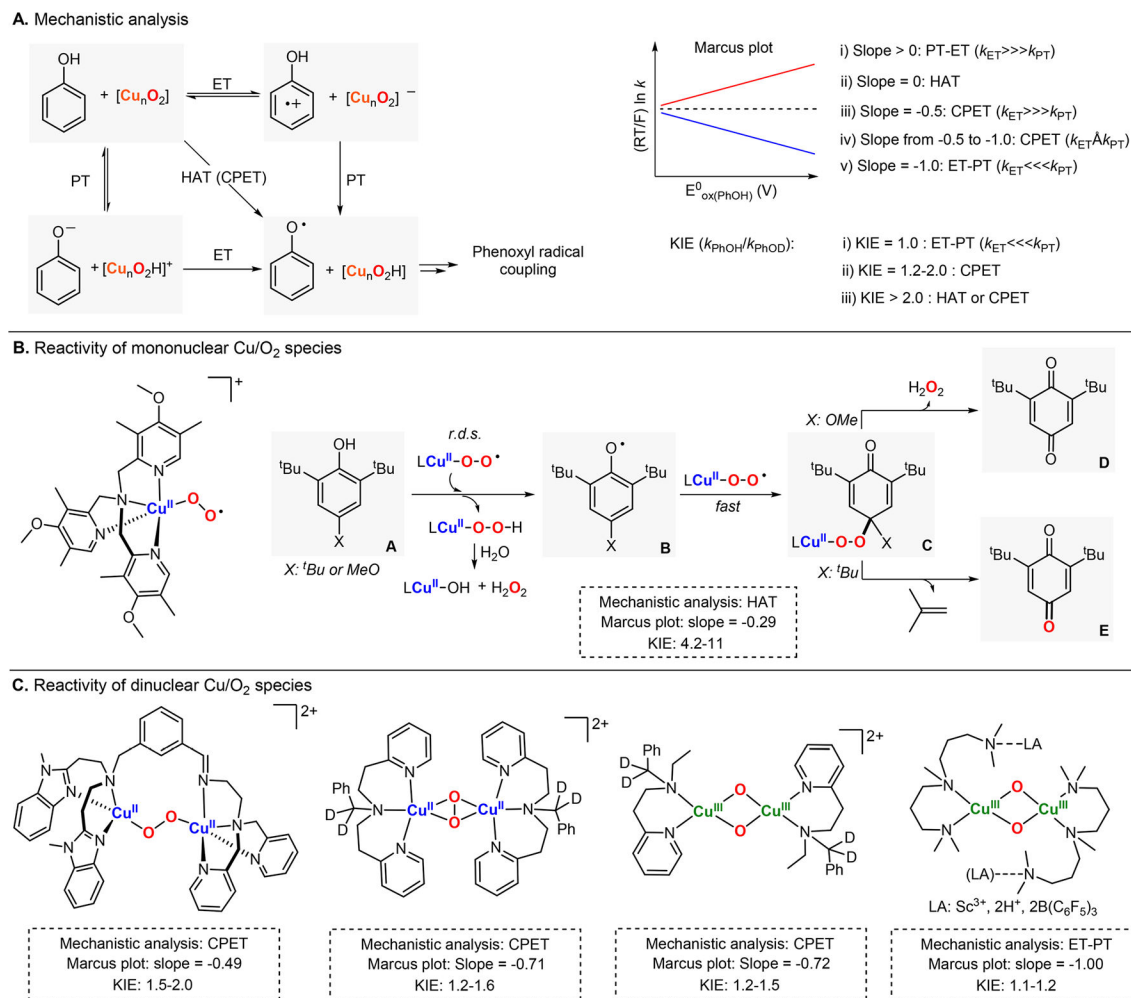 A. Mechanistic analysis
OH
+ [CunO2]
ET
OH
•+
+ [CunO2] −
PT
HAT (CPET)
PT
O−
+ [CunO2H]+
ET
O•
+ [CunO2H]
Phenoxyl radical
coupling
Marcus plot
(RT/F) ln k
E0ox(PhOH) (V)
i) Slope > 0: PT-ET (kET>>>kPT)
ii) Slope = 0: HAT
iii) Slope = -0.5: CPET (kET>>>kPT)
iv) Slope from -0.5 to -1.0: CPET (kETÅkPT)
v) Slope = -1.0: ET-PT (kET<<<kPT)
KIE (kPhOH/kPhOD):
i) KIE = 1.0 : ET-PT (kET<<<kPT)
ii) KIE = 1.2-2.0 : CPET
iii) KIE > 2.0 : HAT or CPET
B. Reactivity of mononuclear Cu/O2 species
+
O
N
N
CuII
O
O•
O
N
N
O
OH
tBu
tBu
X
A
X: tBu or MeO
r.d.s.
LCuII-O-O•
LCuII-O-O-H
H2O
LCuII-OH + H2O2
O•
tBu
tBu
X
B
LCuII-O-O•
fast
O
tBu
tBu
LCuII-O-O
X
C
X: OMe
H2O2
O
tBu
tBu
O
D
X: tBu
O
tBu
tBu
O
E
Mechanistic analysis: HAT
Marcus plot: slope = -0.29
KIE: 4.2-11
C. Reactivity of dinuclear Cu/O2 species
2+
N
N
N
N
CuII
O
O
CuII
N
N
N
N
N
Mechanistic analysis: CPET
Marcus plot: slope = -0.49
KIE: 1.5-2.0
2+
N
N
Ph
D
D
N
CuII
O
O
CuII
N
D
D
Ph
N
N
Mechanistic analysis: CPET
Marcus plot: Slope = -0.71
KIE: 1.2-1.6
2+
Ph
D
D
N
N
CuIII
O
O
CuIII
N
N
D
D
Ph
Mechanistic analysis: CPET
Marcus plot: Slope = -0.72
KIE: 1.2-1.5
N----LA
N
N
CuIII
O
O
CuIII
N
N
(LA)----N
LA: Sc3+, 2H+, 2B(C6F5)3
Mechanistic analysis: ET-PT
Marcus plot: slope = -1.00
KIE: 1.1-1.2